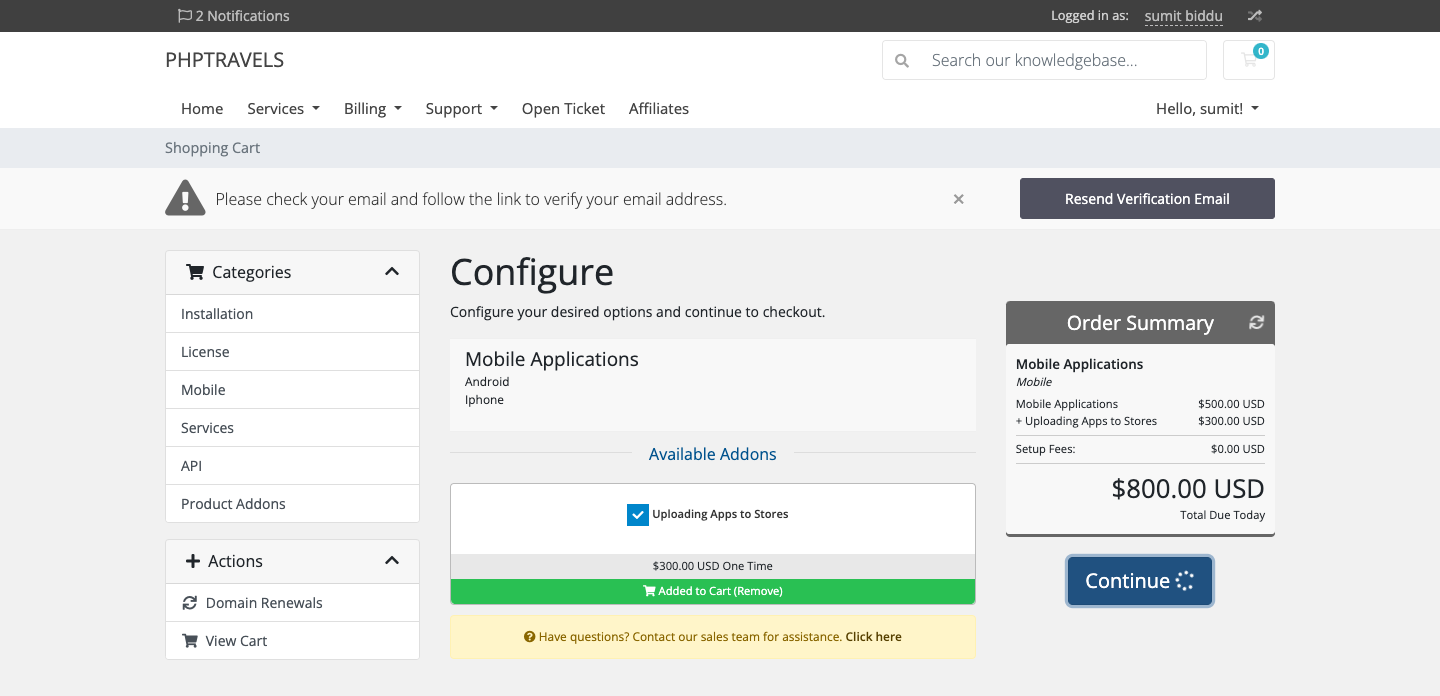 2 Notifications
Logged in as: sumit biddu
PHPTRAVELS
Search our knowledgebase...
0
Home Services Billing Support Open Ticket Affiliates
Hello, sumit!
Shopping Cart
Please check your email and follow the link to verify your email address.
×
Resend Verification Email
Categories
Installation
License
Mobile
Services
API
Product Addons
Actions
Domain Renewals
View Cart
Configure
Configure your desired options and continue to checkout.
Mobile Applications
Android
Iphone
Available Addons
Uploading Apps to Stores
$300.00 USD One Time
Added to Cart (Remove)
Have questions? Contact our sales team for assistance. Click here
Order Summary
Mobile Applications
Mobile
Mobile Applications $500.00 USD
+ Uploading Apps to Stores $300.00 USD
Setup Fees: $0.00 USD
$800.00 USD
Total Due Today
Continue